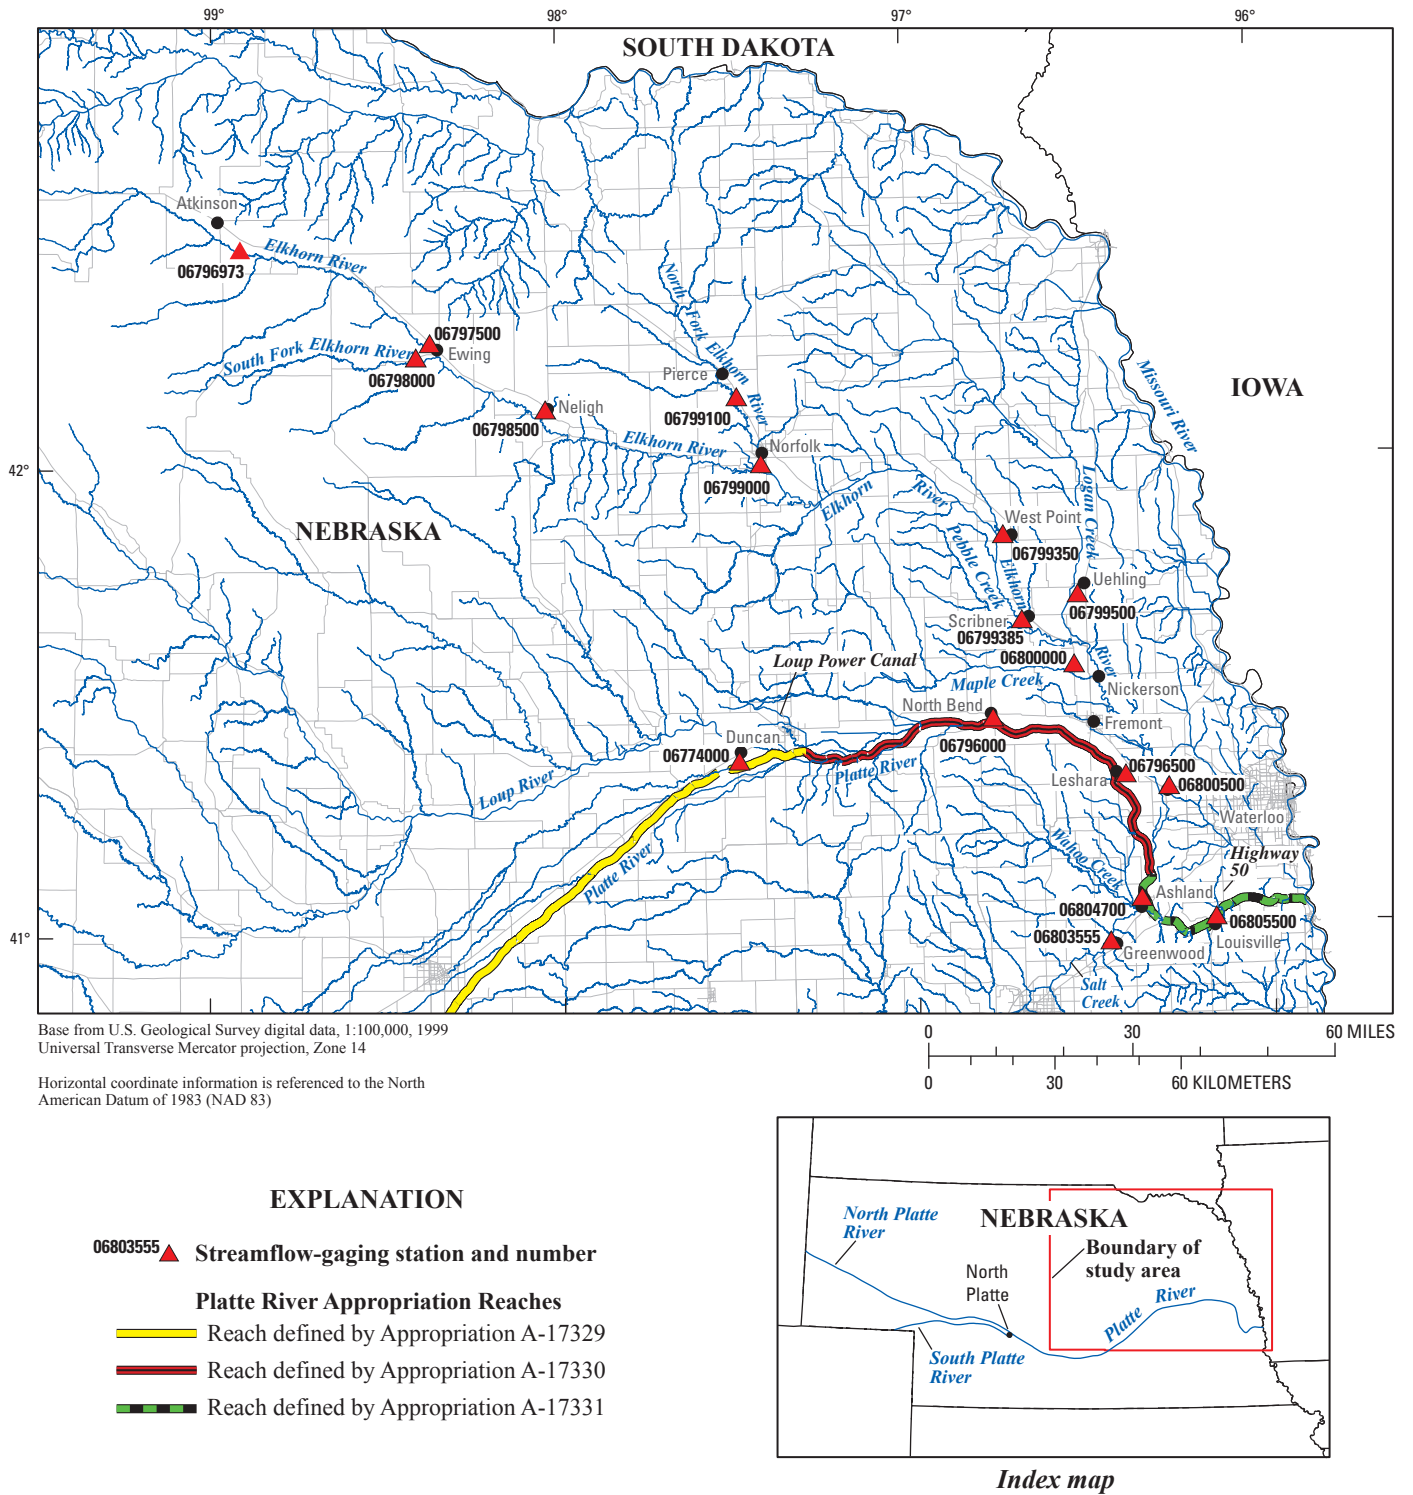 99°
98°
97°
96°
SOUTH DAKOTA
Atkinson
06796973
Elkhorn River
06797500
Ewing
South Fork Elkhorn River
06798000
Neligh
06798500
North Fork Elkhorn River
Pierce
06799100
Elkhorn River
Norfolk
06799000
Missouri River
IOWA
42°
NEBRASKA
Elkhorn
River
West Point
06799350
Logan Creek
Pebble Creek
Elkhorn
Uehling
06799500
Scribner
06799385
06800000
River
Maple Creek
Nickerson
Loup Power Canal
North Bend
06796000
Fremont
Duncan
06774000
Platte River
06796500
Leshara
06800500
Waterloo
Loup River
Platte River
Wahoo Creek
Highway
50
Ashland
06804700
06805500
06803555
Louisville
Greenwood
Salt
Creek
41°
Base from U.S. Geological Survey digital data, 1:100,000, 1999
Universal Transverse Mercator projection, Zone 14
Horizontal coordinate information is referenced to the North
American Datum of 1983 (NAD 83)
0 30 60 MILES
0 30 60 KILOMETERS
EXPLANATION
06803555 Streamflow-gaging station and number
Platte River Appropriation Reaches
Reach defined by Appropriation A-17329
Reach defined by Appropriation A-17330
Reach defined by Appropriation A-17331
North Platte
River
NEBRASKA
Boundary of
study area
North
Platte
Platte River
South Platte
River
Index map